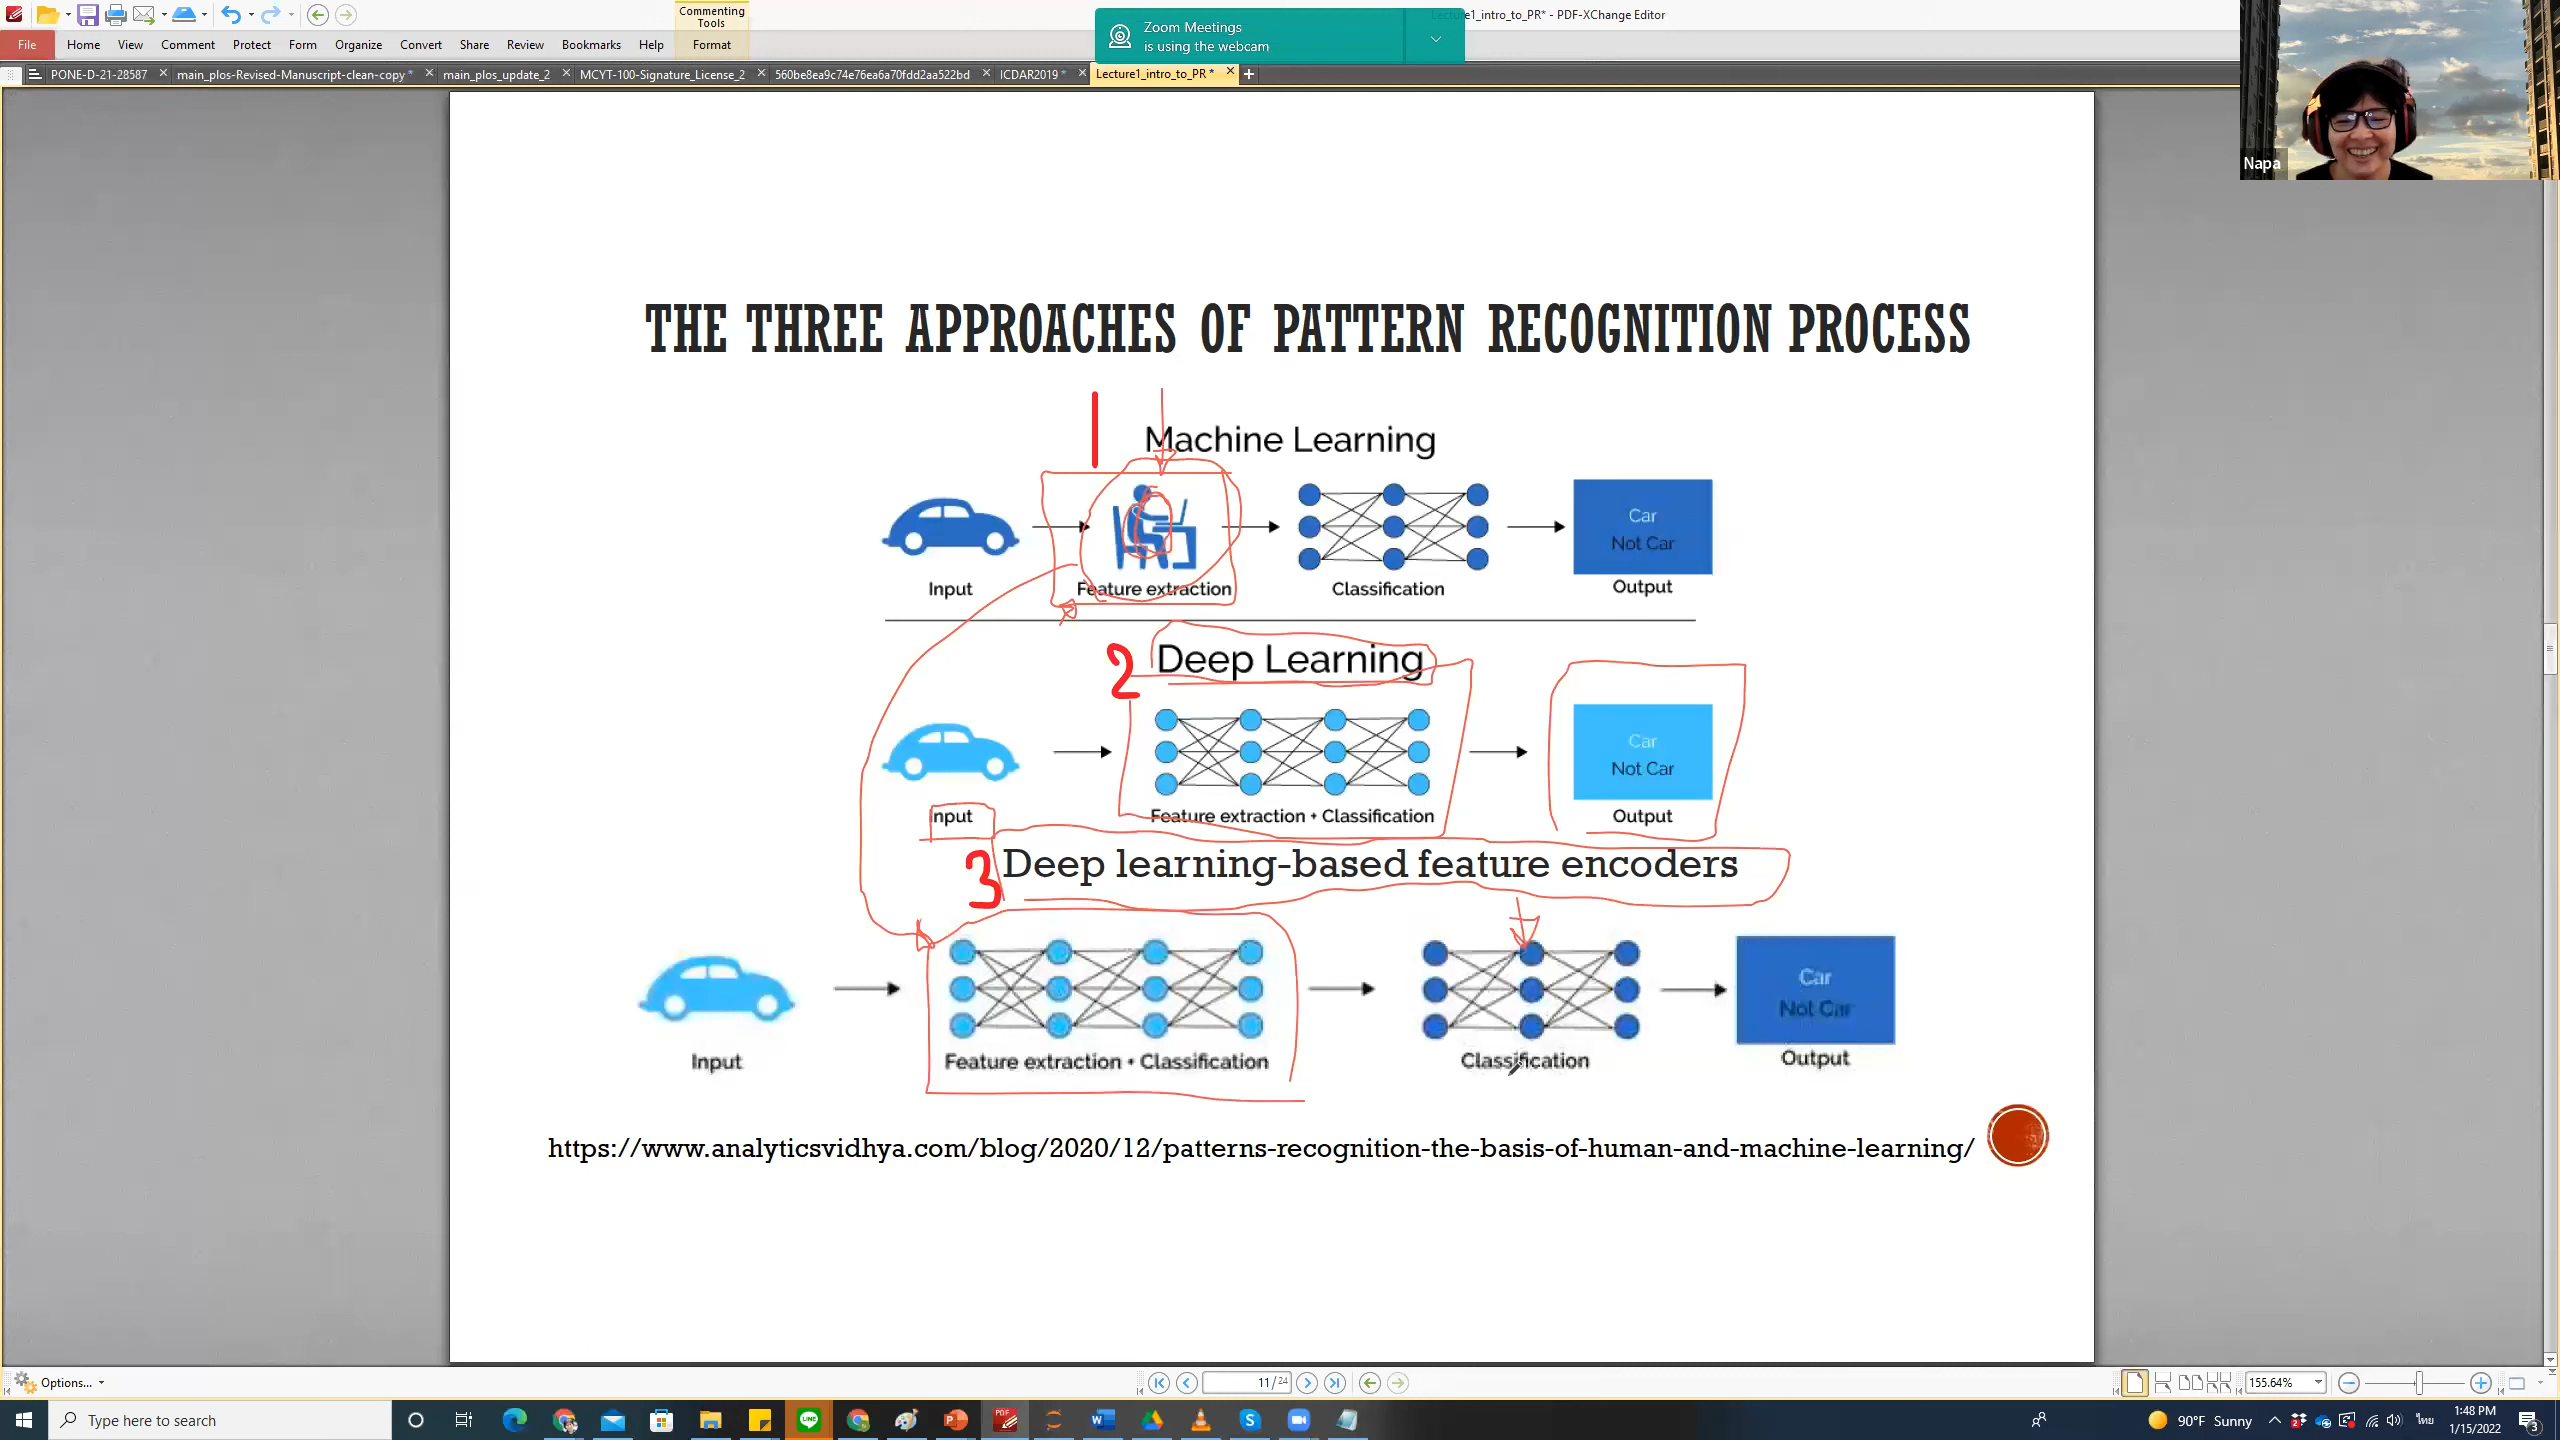 Commenting
Tools
Format
Zoom Meetings
is using the webcam
Lecture1_intro_to_PR* - PDF-XChange Editor
File Home View Comment Protect Form Organize Convert Share Review Bookmarks Help
PONE-D-21-28587 * main_plos-Revised-Manuscript-clean-copy * main_plos_update_2 MCYT-100-Signature_License_2 560be8ea9c74e76ea6a70fdd2aa522bd ICDAR2019 * Lecture1_intro_to_PR *
Napa
THE THREE APPROACHES OF PATTERN RECOGNITION PROCESS
1
Machine Learning
Car
Not Car
Input Feature extraction Classification Output
2 Deep Learning
Car
Not Car
Input Feature extraction + Classification Output
3 Deep learning-based feature encoders
Car
Not Car
Input Feature extraction + Classification Classification Output
https://www.analyticsvidhya.com/blog/2020/12/patterns-recognition-the-basis-of-human-and-machine-learning/
Options... 11 / 24 155.64%
Type here to search
90°F Sunny ไทย 1:48 PM
1/15/2022
3